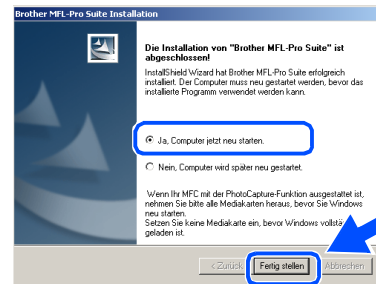 Brother MFL-Pro Suite Installation
Die Installation von "Brother MFL-Pro Suite" ist
abgeschlossen!
InstallShield Wizard hat Brother MFL-Pro Suite erfolgreich
installiert. Der Computer muss neu gestartet werden, bevor das
installierte Programm verwendet werden kann.
Ja, Computer jetzt neu starten.
Nein, Computer wird später neu gestartet.
Wenn Ihr MFC mit der PhotoCapture-Funktion ausgestattet ist,
nehmen Sie bitte alle Mediakarten heraus, bevor Sie Windows
neu starten.
Setzen Sie keine Mediakarte ein, bevor Windows vollstä
geladen ist.
< Zurück Fertig stellen Abbrechen